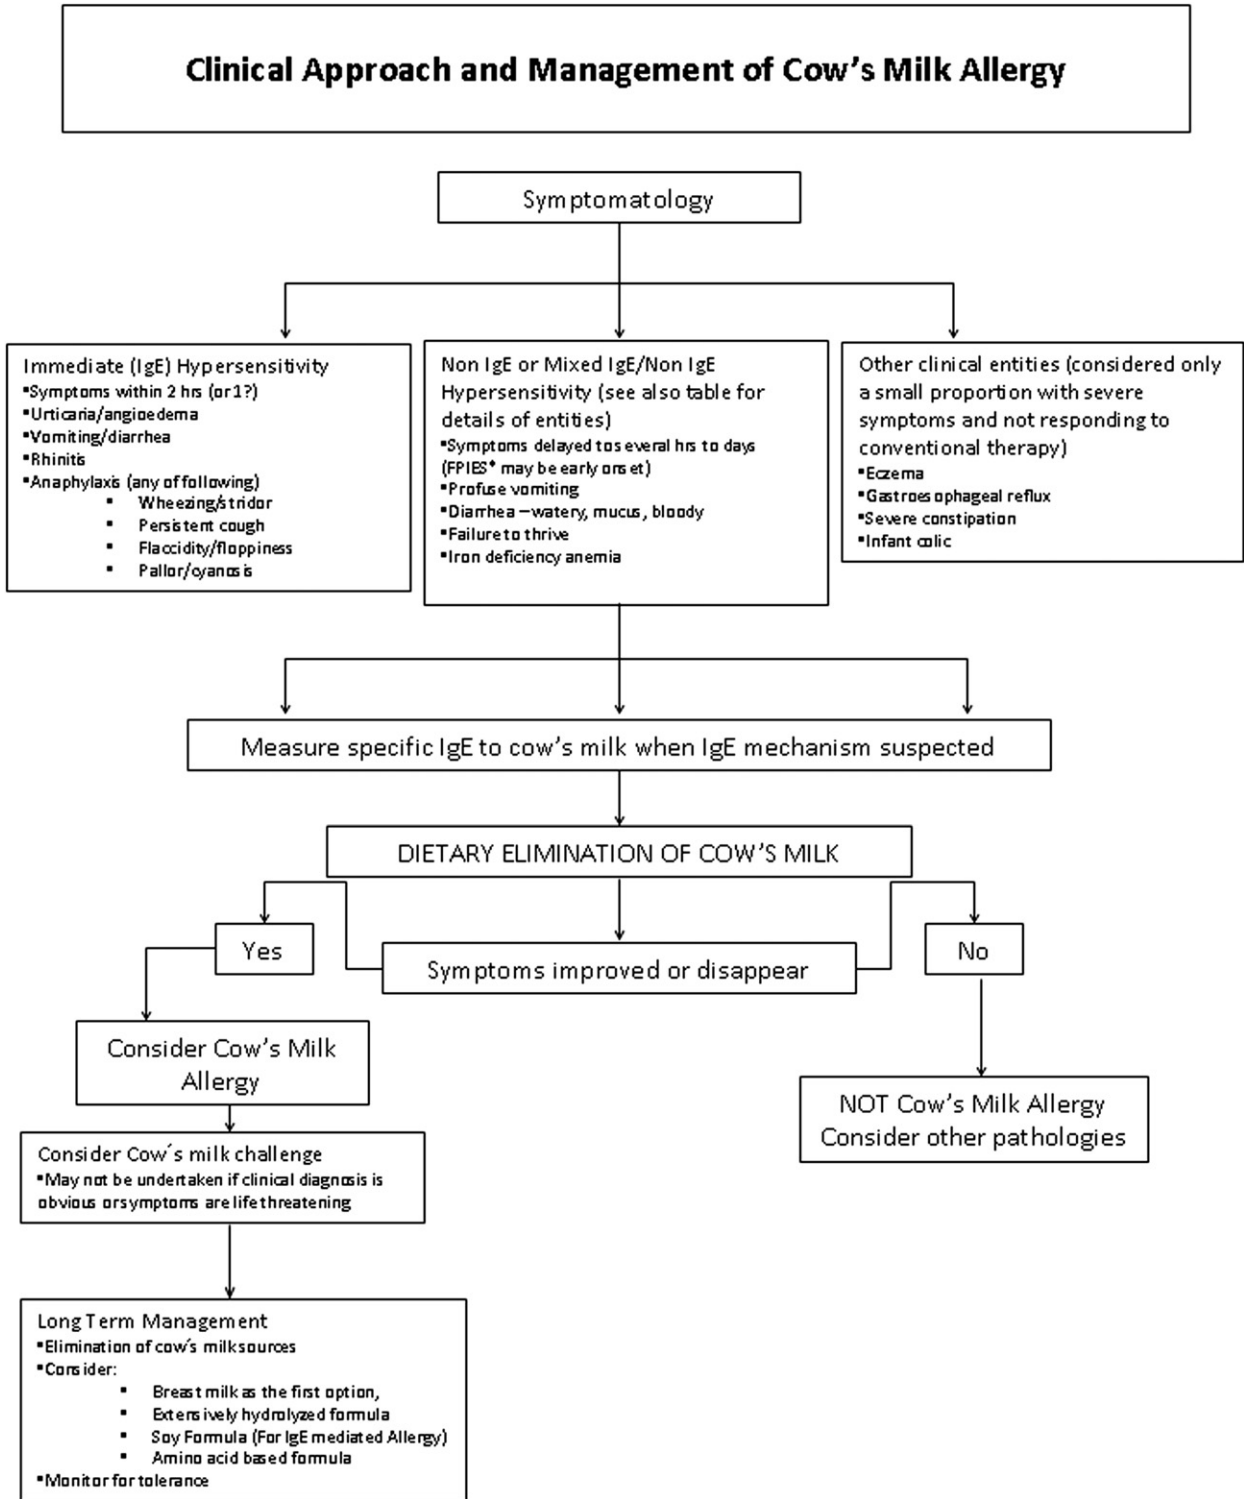 Clinical Approach and Management of Cow's Milk Allergy
Symptomatology
Immediate (IgE) Hypersensitivity
▪Symptoms within 2 hrs (or 1?)
▪Urticaria/angioedema
▪Vomiting/diarrhea
▪Rhinitis
▪Anaphylaxis (any of following)
▪ Wheezing/stridor
▪ Persistent cough
▪ Flaccidity/floppiness
▪ Pallor/cyanosis
Non IgE or Mixed IgE/Non IgE
Hypersensitivity (see also table for
details of entities)
▪Symptoms delayed to several hrs to days
(FPIES* may be early onset)
▪Profuse vomiting
▪Diarrhea – watery, mucus, bloody
▪Failure to thrive
▪Iron deficiency anemia
Other clinical entities (considered only
a small proportion with severe
symptoms and not responding to
conventional therapy)
▪Eczema
▪Gastroesophageal reflux
▪Severe constipation
▪Infant colic
Measure specific IgE to cow's milk when IgE mechanism suspected
DIETARY ELIMINATION OF COW'S MILK
Yes
Symptoms improved or disappear
No
Consider Cow's Milk
Allergy
NOT Cow's Milk Allergy
Consider other pathologies
Consider Cow´s milk challenge
▪May not be undertaken if clinical diagnosis is
obvious or symptoms are life threatening
Long Term Management
▪Elimination of cow´s milk sources
▪Consider:
▪ Breast milk as the first option,
▪ Extensively hydrolyzed formula
▪ Soy Formula (For IgE mediated Allergy)
▪ Amino acid based formula
▪Monitor for tolerance